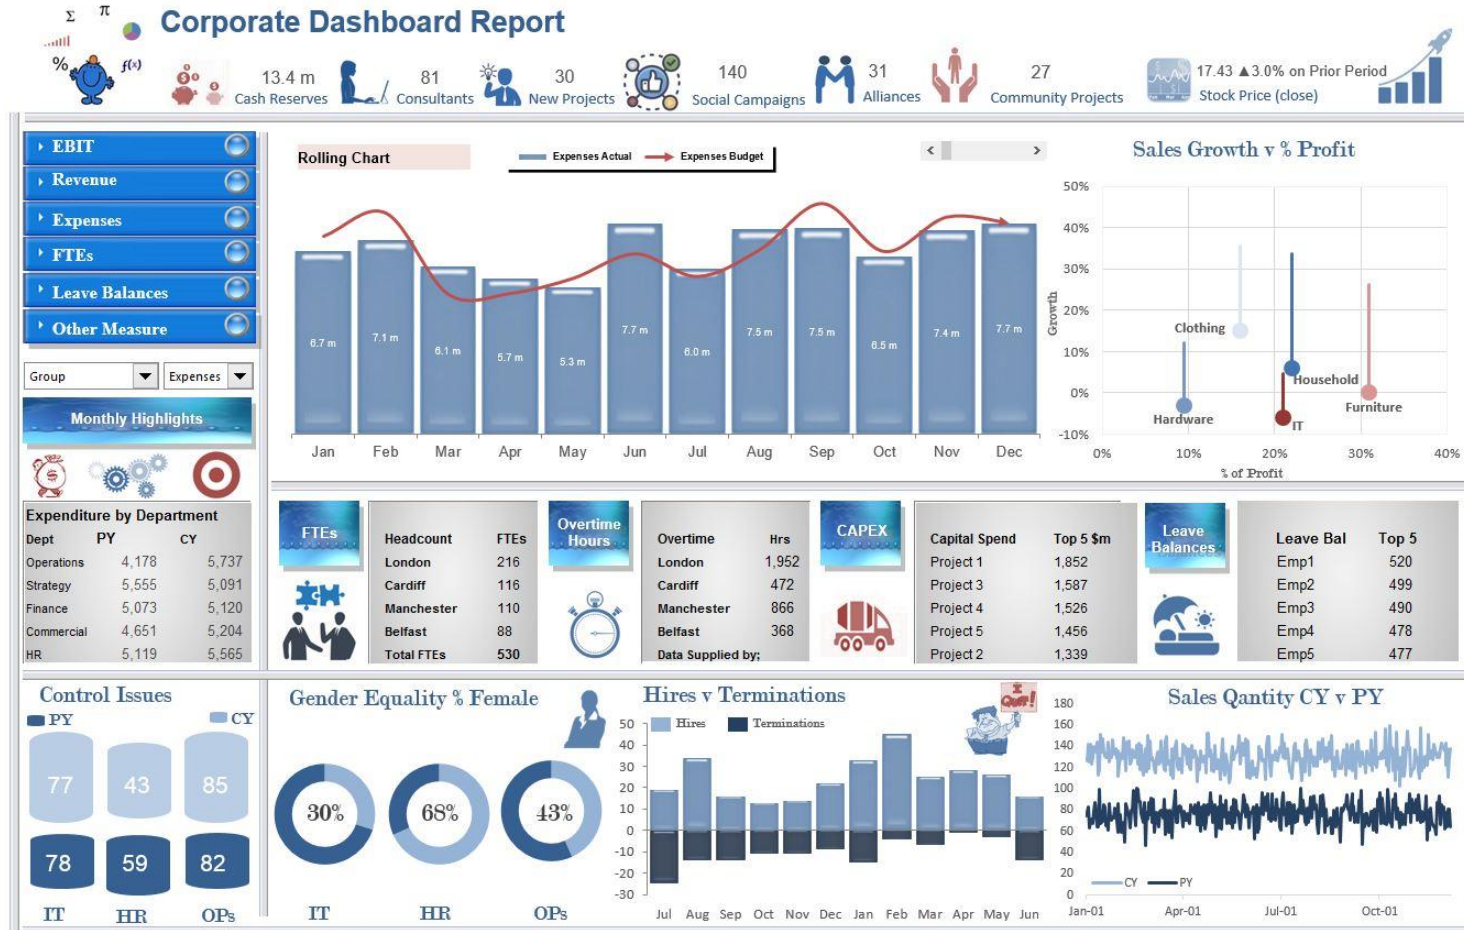 Σ π
Corporate Dashboard Report
% f(x)
13.4 m
Cash Reserves
81
Consultants
30
New Projects
140
Social Campaigns
31
Alliances
27
Community Projects
17.43 ▲3.0% on Prior Period
Stock Price (close)
EBIT
Revenue
Expenses
FTEs
Leave Balances
Other Measure
Group
Expenses
Monthly Highlights
Expenditure by Department
Dept PY CY
Operations 4,178 5,737
Strategy 5,555 5,091
Finance 5,073 5,120
Commercial 4,651 5,204
HR 5,119 5,565
Rolling Chart
Expenses Actual Expenses Budget
6.7 m 7.1 m 6.1 m 5.7 m 5.3 m 7.7 m 6.0 m 7.5 m 7.5 m 6.5 m 7.4 m 7.7 m
Jan Feb Mar Apr May Jun Jul Aug Sep Oct Nov Dec
Sales Growth v % Profit
50%
40%
30%
20%
10%
0%
-10%
Growth
Clothing
Household
Furniture
Hardware
IT
0% 10% 20% 30% 40%
% of Profit
FTEs
Headcount FTEs
London 216
Cardiff 116
Manchester 110
Belfast 88
Total FTEs 530
Overtime
Hours
Overtime Hrs
London 1,952
Cardiff 472
Manchester 866
Belfast 368
Data Supplied by;
CAPEX
Capital Spend Top 5 $m
Project 1 1,852
Project 3 1,587
Project 4 1,526
Project 5 1,456
Project 2 1,339
Leave
Balances
Leave Bal Top 5
Emp1 520
Emp2 499
Emp3 490
Emp4 478
Emp5 477
Control Issues
PY CY
77 43 85
78 59 82
IT HR OPs
Gender Equality % Female
30% 68% 43%
IT HR OPs
Hires v Terminations
I
Quit!
Hires Terminations
50
40
30
20
10
0
-10
-20
-30
Jul Aug Sep Oct Nov Dec Jan Feb Mar Apr May Jun
Sales Qantity CY v PY
180
160
140
120
100
80
60
40
20
0
CY PY
Jan-01 Apr-01 Jul-01 Oct-01